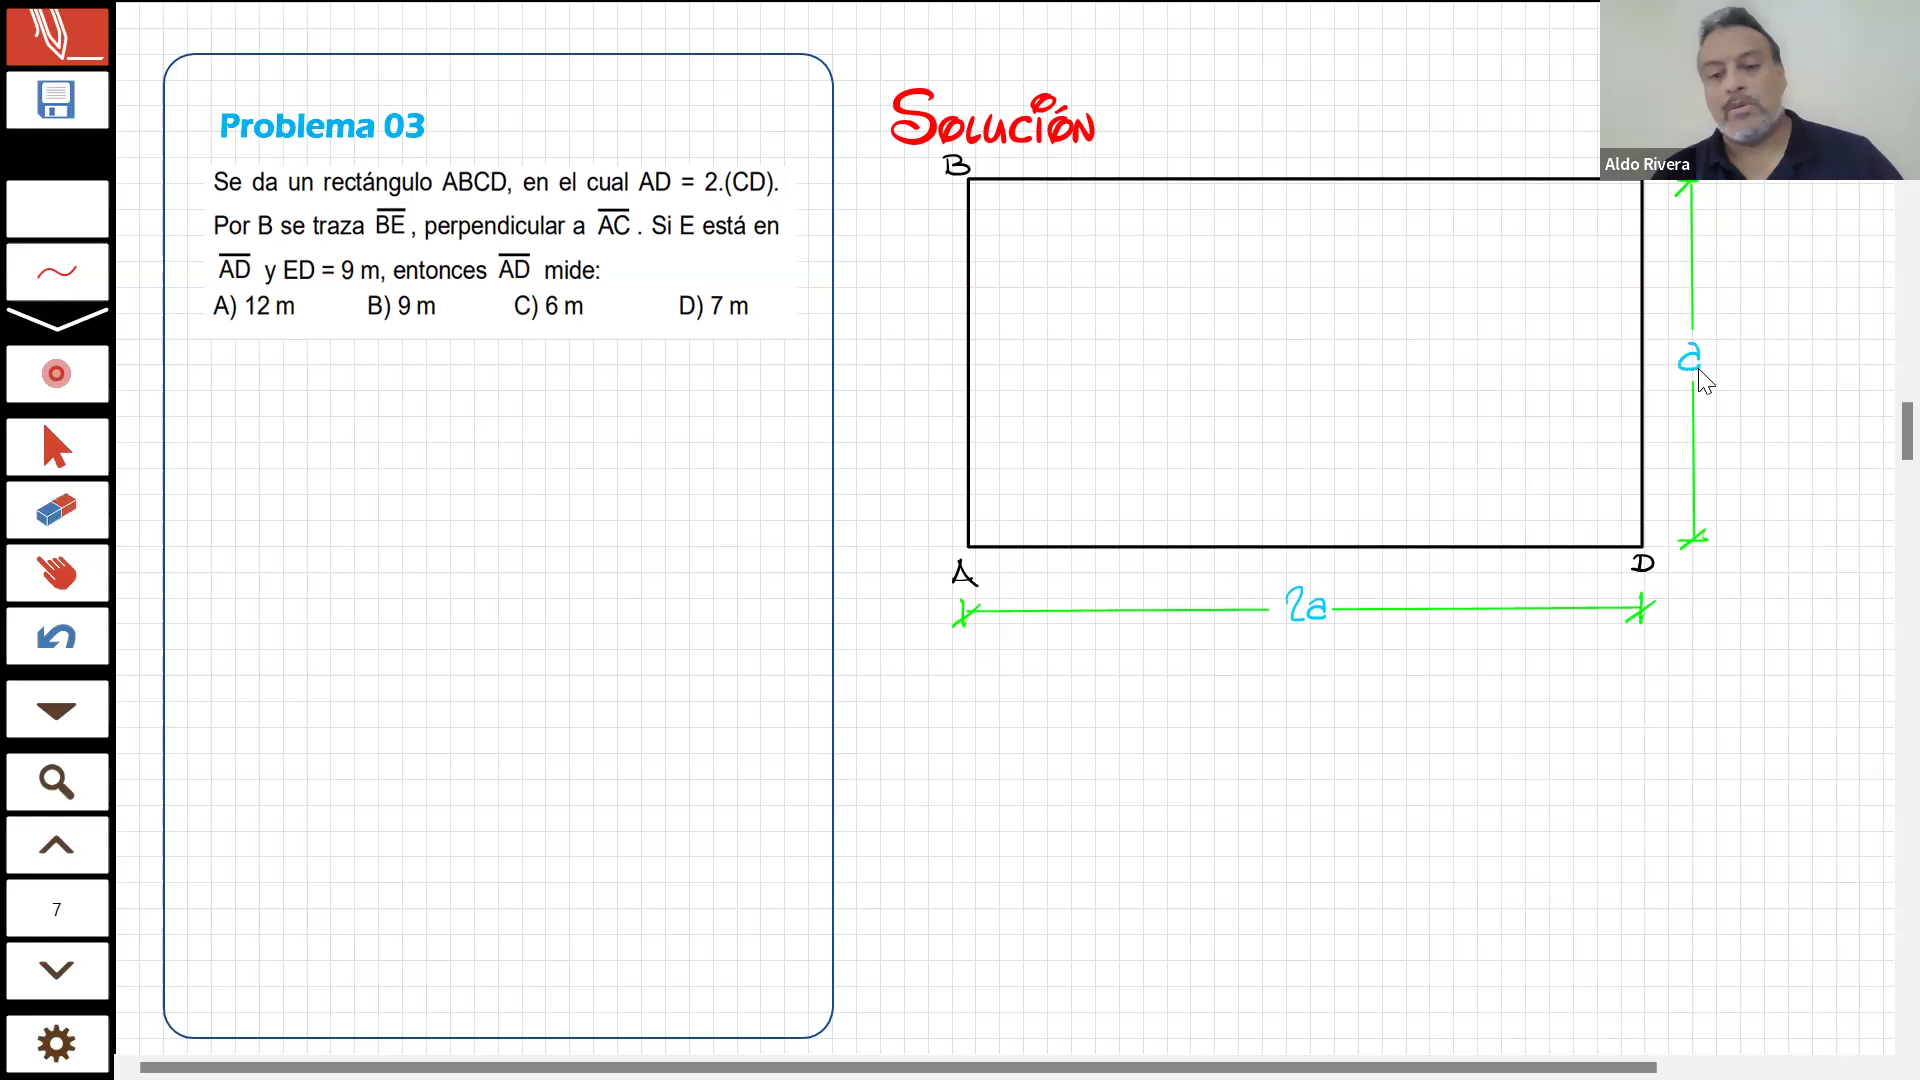 Problema 03
Se da un rectángulo ABCD, en el cual AD = 2.(CD).
Por B se traza BE, perpendicular a AC. Si E está en
AD y ED = 9 m, entonces AD mide:
A) 12 m B) 9 m C) 6 m D) 7 m
SOLUCIÓN
B
Aldo Rivera
a
A
D
2a
7